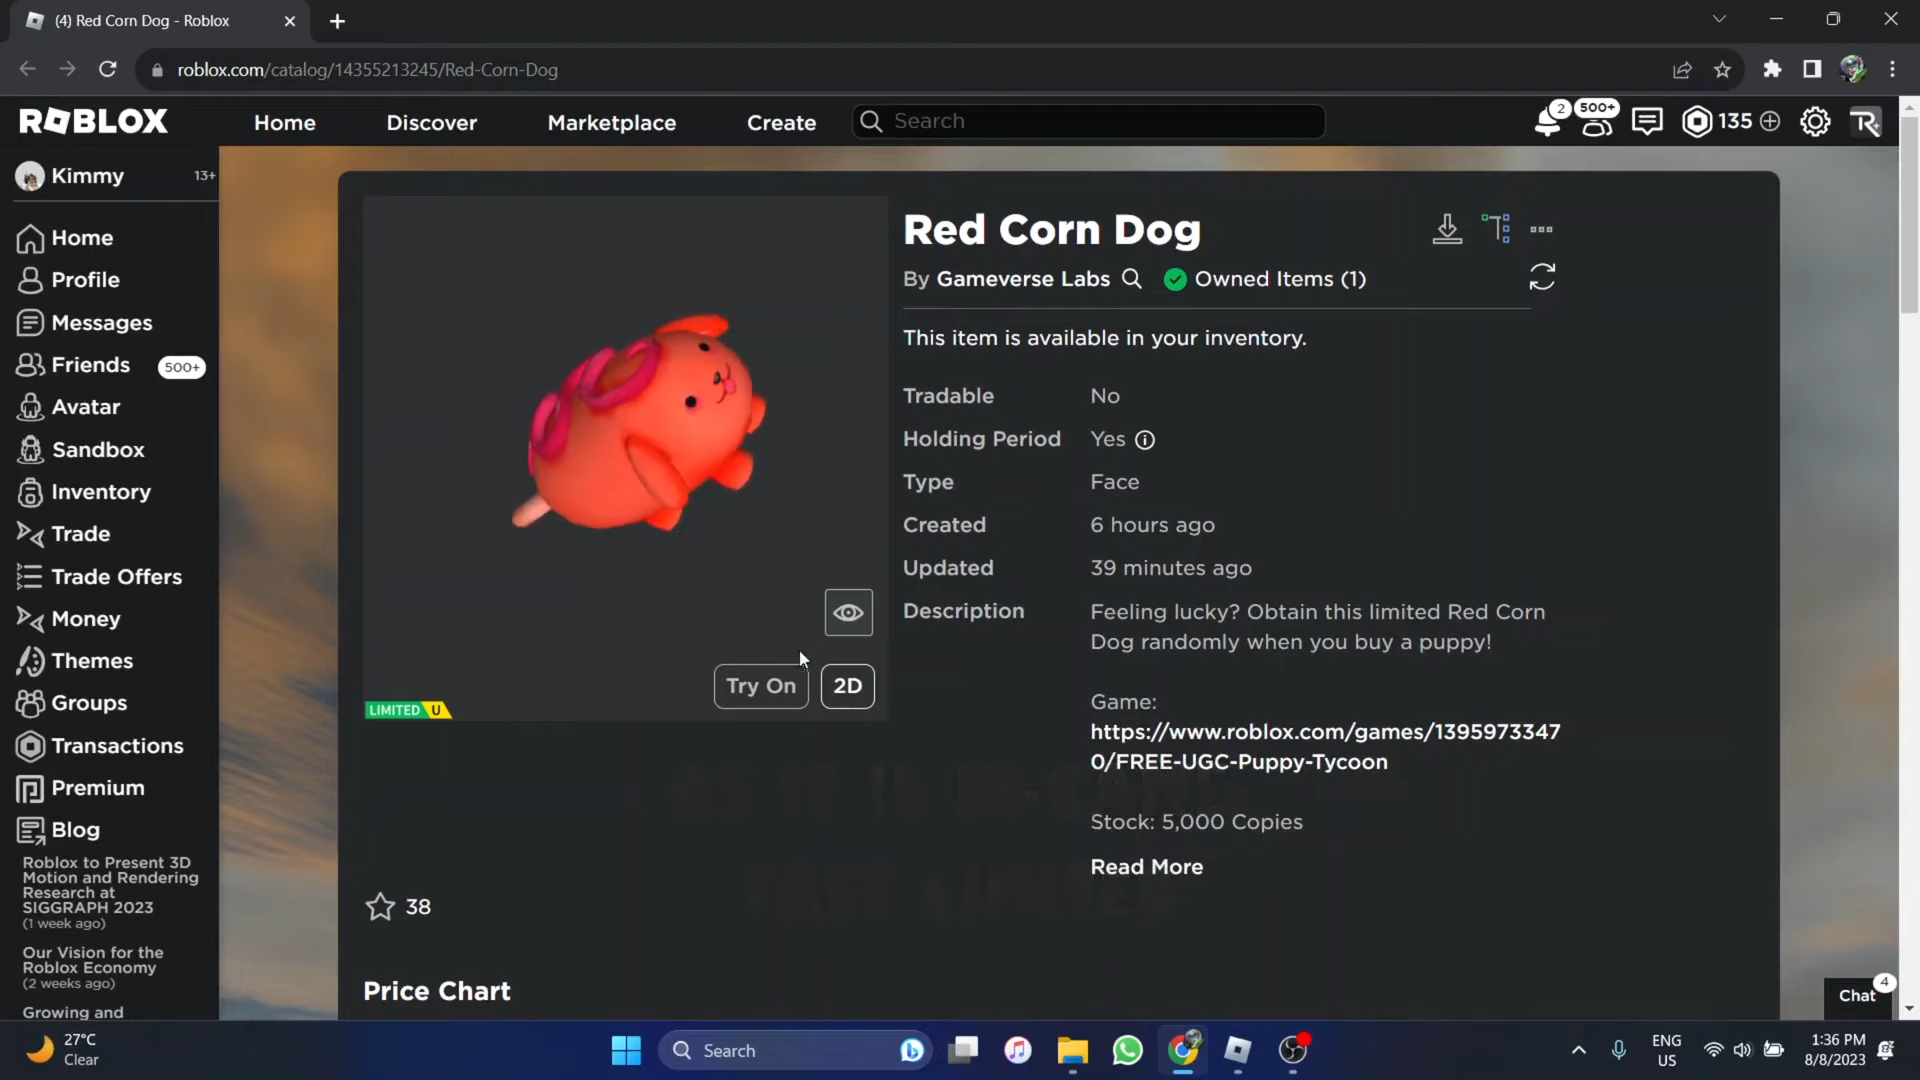 (4) Red Corn Dog - Roblox
roblox.com/catalog/14355213245/Red-Corn-Dog
ROBLOX
Home
Discover
Marketplace
Create
Search
2
500+
135
Kimmy
13+
Home
Profile
Messages
Friends
500+
Avatar
Sandbox
Inventory
Trade
Trade Offers
Money
Themes
Groups
Transactions
Premium
Blog
Roblox to Present 3D
Motion and Rendering
Research at
SIGGRAPH 2023
(1 week ago)
Our Vision for the
Roblox Economy
(2 weeks ago)
Growing and
Try On
2D
LIMITED U
38
Price Chart
Red Corn Dog
By Gameverse Labs
Owned Items (1)
This item is available in your inventory.
Tradable No
Holding Period Yes
Type Face
Created 6 hours ago
Updated 39 minutes ago
Description Feeling lucky? Obtain this limited Red Corn
Dog randomly when you buy a puppy!
Game:
https://www.roblox.com/games/1395973347
0/FREE-UGC-Puppy-Tycoon
Stock: 5,000 Copies
Read More
Chat
4
27°C
Clear
Search
ENG
US
1:36 PM
8/8/2023